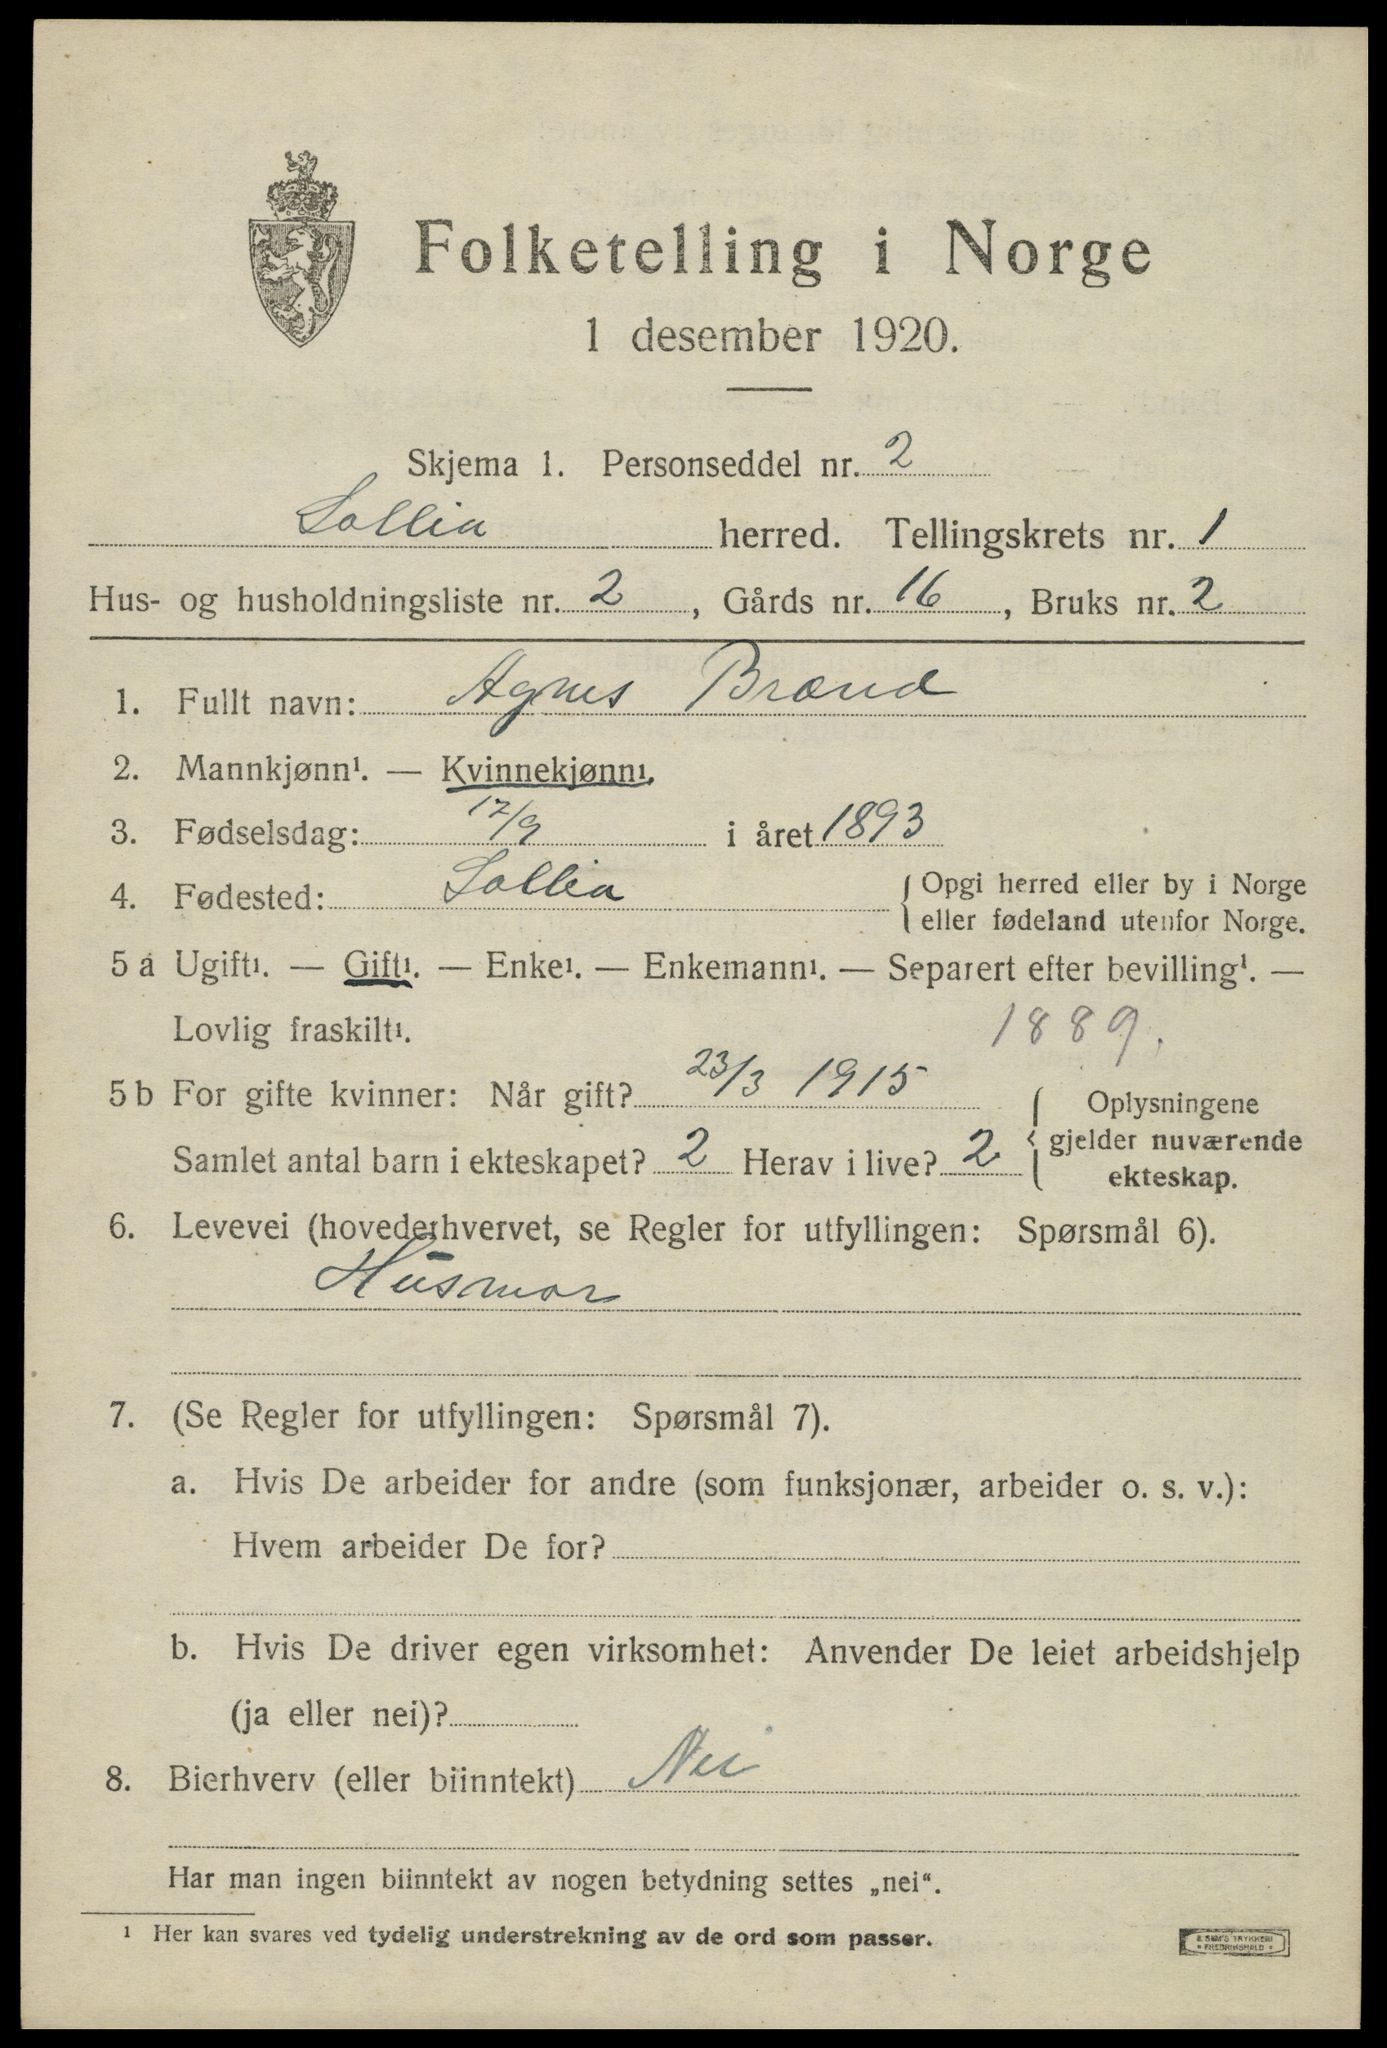 Folketelling i Norge
1 desember 1920.
Skjema 1. Personseddel nr. 2
Sollia herred. Tellingskrets nr. 1
Hus- og husholdningsliste nr. 2, Gårds nr. 16, Bruks nr. 2
1. Fullt navn: Agnes Brænd
2. Mannkjønn¹. — Kvinnekjønn¹.
3. Fødselsdag: 17/9 i året 1893
4. Fødested: Sollia { Opgi herred eller by i Norge
eller fødeland utenfor Norge.
5 a Ugift¹. — Gift¹. — Enke¹. — Enkemann¹. — Separert efter bevilling¹. —
Lovlig fraskilt¹. 1889.
5 b For gifte kvinner: Når gift? 23/3 1915 { Oplysningene
gjelder nuværende
Samlet antal barn i ekteskapet? 2 Herav i live? 2
ekteskap.
6. Levevei (hovederhvervet, se Regler for utfyllingen: Spørsmål 6).
Husmor
7. (Se Regler for utfyllingen: Spørsmål 7).
a. Hvis De arbeider for andre (som funksjonær, arbeider o. s. v.):
Hvem arbeider De for?
b. Hvis De driver egen virksomhet: Anvender De leiet arbeidshjelp
(ja eller nei)?
8. Bierhverv (eller biinntekt) Nei
Har man ingen biinntekt av nogen betydning settes „nei“.
¹ Her kan svares ved tydelig understrekning av de ord som passer.
E. SEM'S TRYKKERI
FREDRIKSHALD